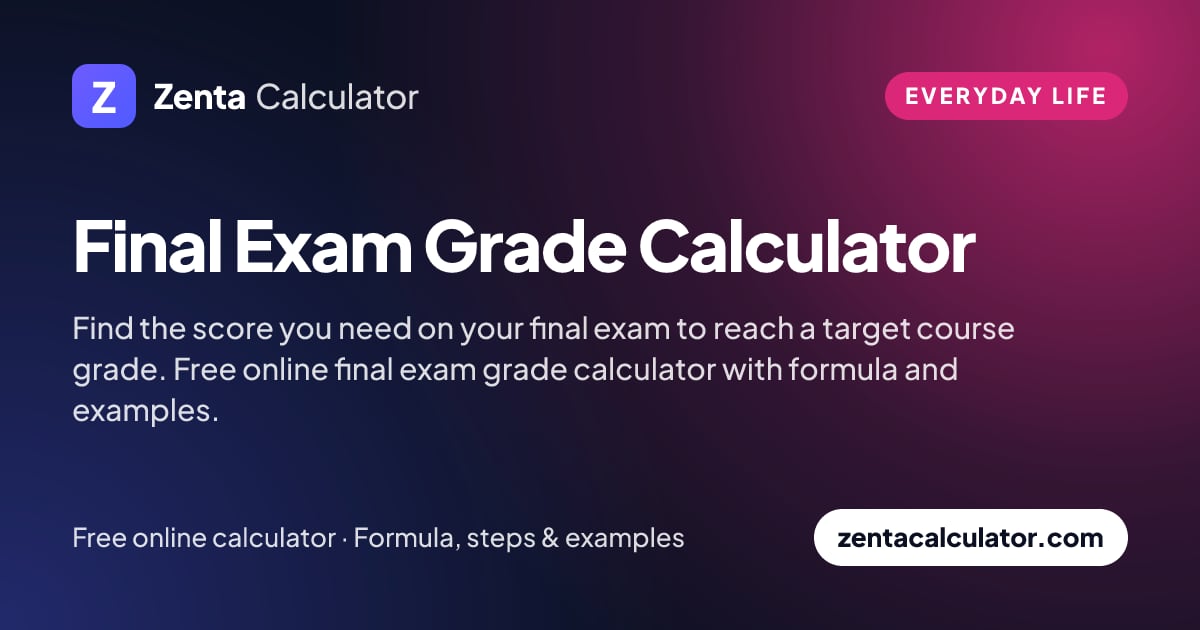 Z Zenta Calculator
EVERYDAY LIFE
Final Exam Grade Calculator
Find the score you need on your final exam to reach a target course
grade. Free online final exam grade calculator with formula and
examples.
Free online calculator · Formula, steps & examples
zentacalculator.com